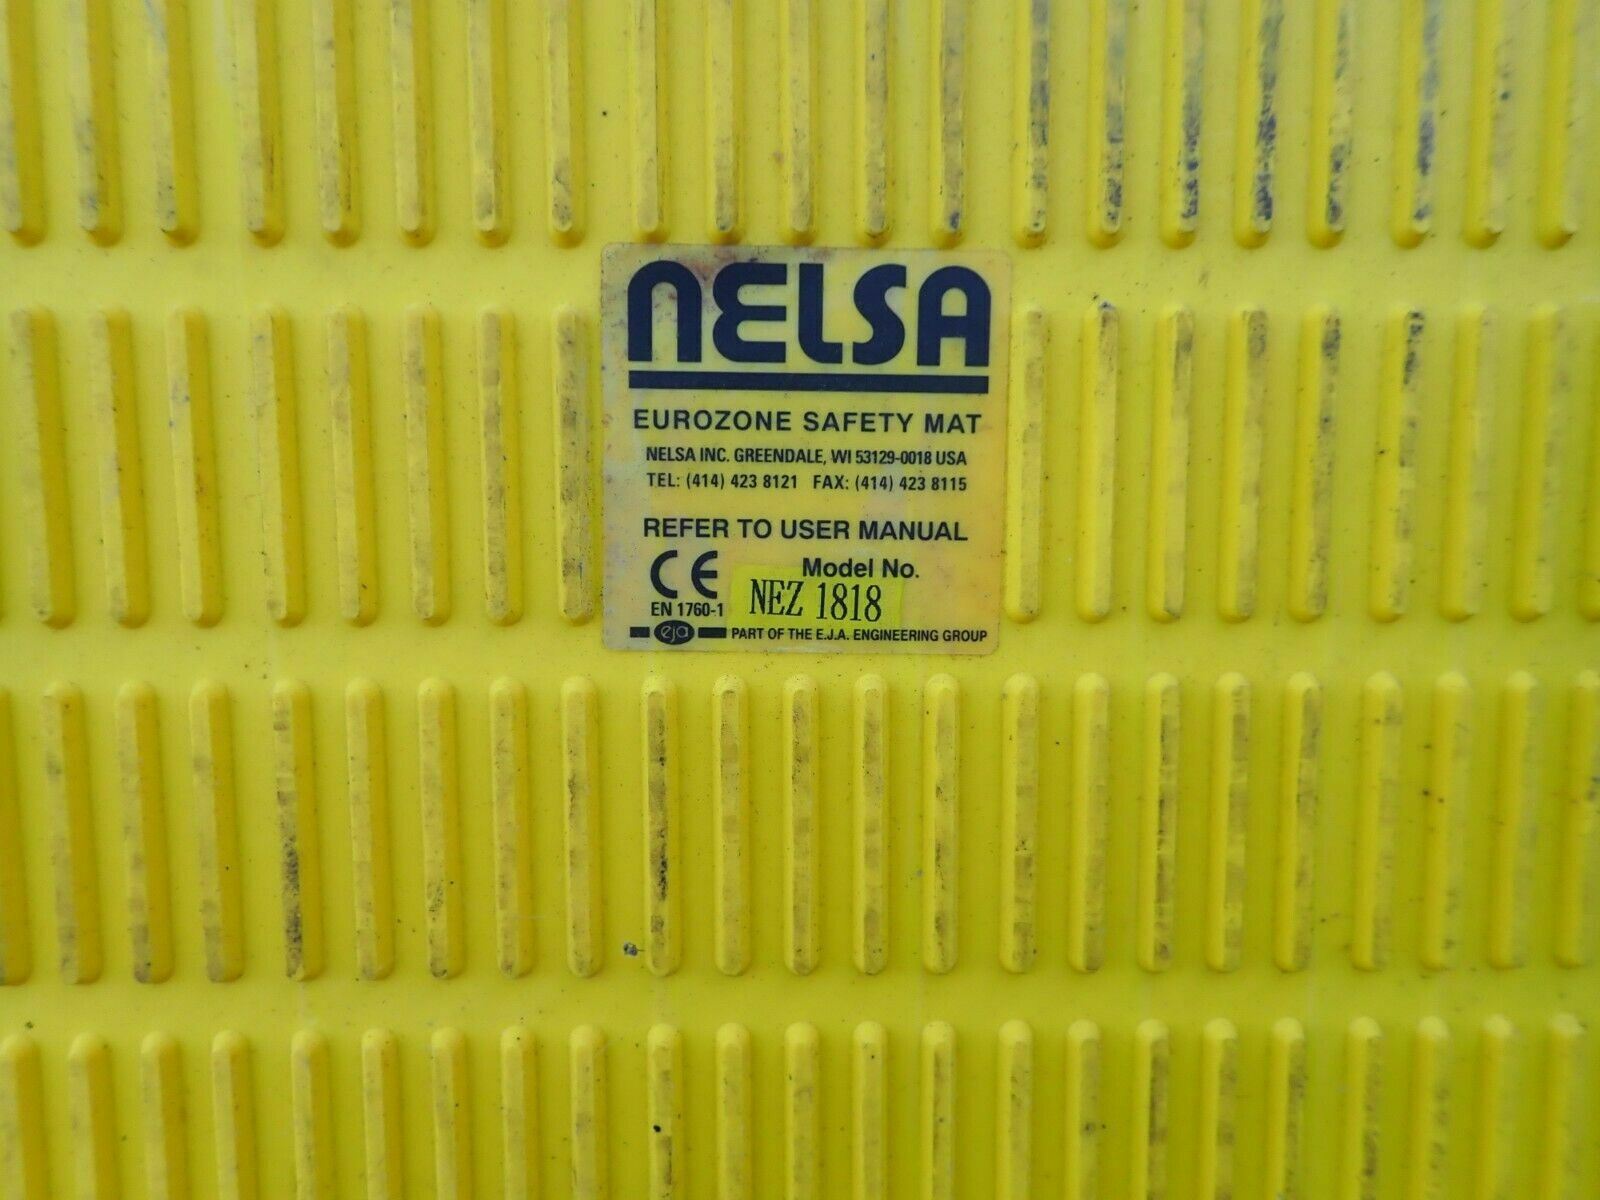 NELSA
EUROZONE SAFETY MAT
NELSA INC. GREENDALE, WI 53129-0018 USA
TEL: (414) 423 8121 FAX: (414) 423 8115
REFER TO USER MANUAL
CE Model No.
EN 1760-1 NEZ 1818
eja PART OF THE E.J.A. ENGINEERING GROUP